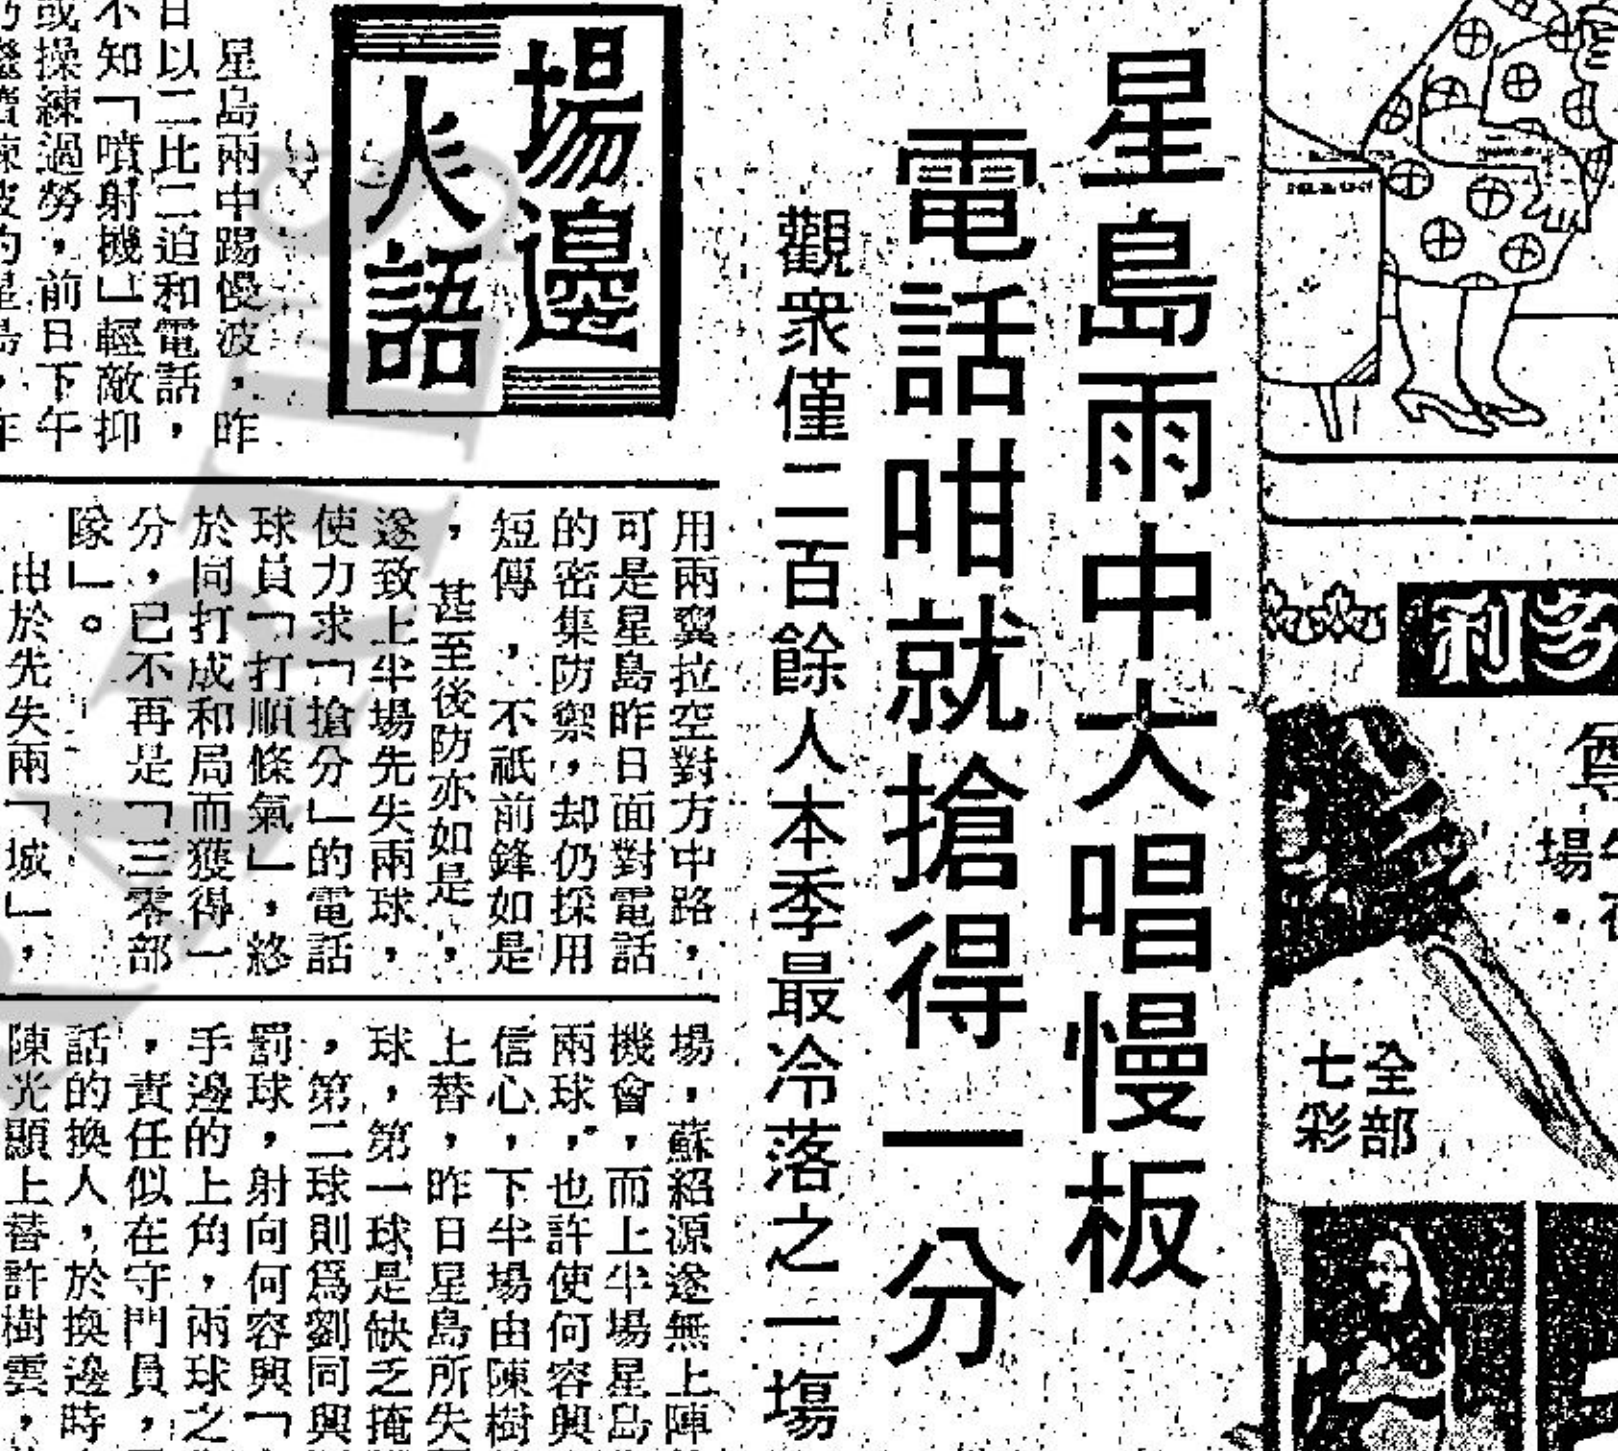 星島雨中大唱慢板
電話咁就搶得一分
觀衆僅二百餘人本季最冷落之一場
場邊
人語
星島兩中踢慢波,昨
日以二比二迫和電話,
不知「噴射機」輕敵抑
或操練過勞,前日下午
用兩翼拉空對方中路,
可是星島昨日面對電話
的密集防禦,却仍採用
短傳,不祇前鋒如是
,甚至後防亦如是,
遂致上半場先失兩球,
使力求「搶分」的電話
球員「打順條氣」,終
於同打成和局而獲得一
分,已不再是「三零部
隊」。
由於先失兩「城」,
場,蘇紹源遂無上陣
機會,而上半場星島
兩球,也許使何容興
信心,下半場由陳樹
上替,昨日星島所失
球,第一球是缺乏掩
,第二球則爲劉同興
罰球,射向何容興「
手邊的上角,兩球之
,責任似在守門員,
話的換人,於換邊時
陳光顯上替許樹雲,
全部
七彩
場·